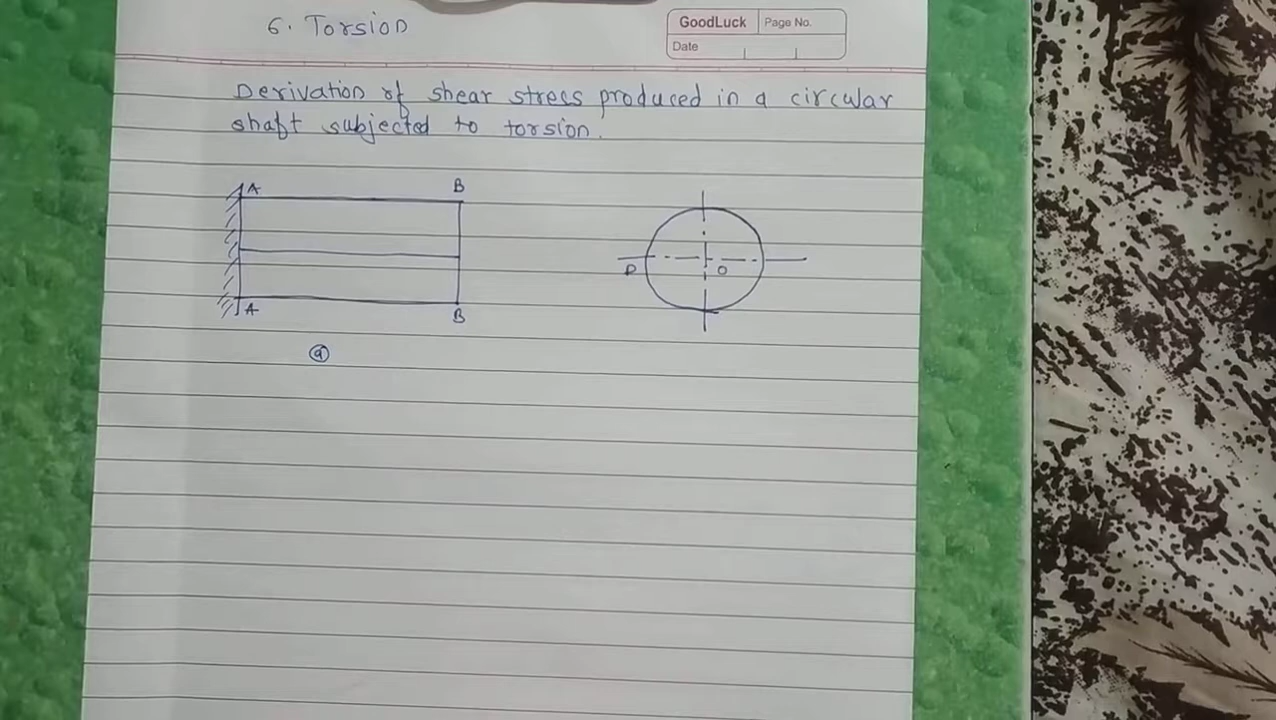 6. Torsion
GoodLuck Page No.
Date
Derivation of shear stress produced in a circular
shaft subjected to torsion.
A B
D O
A B
a